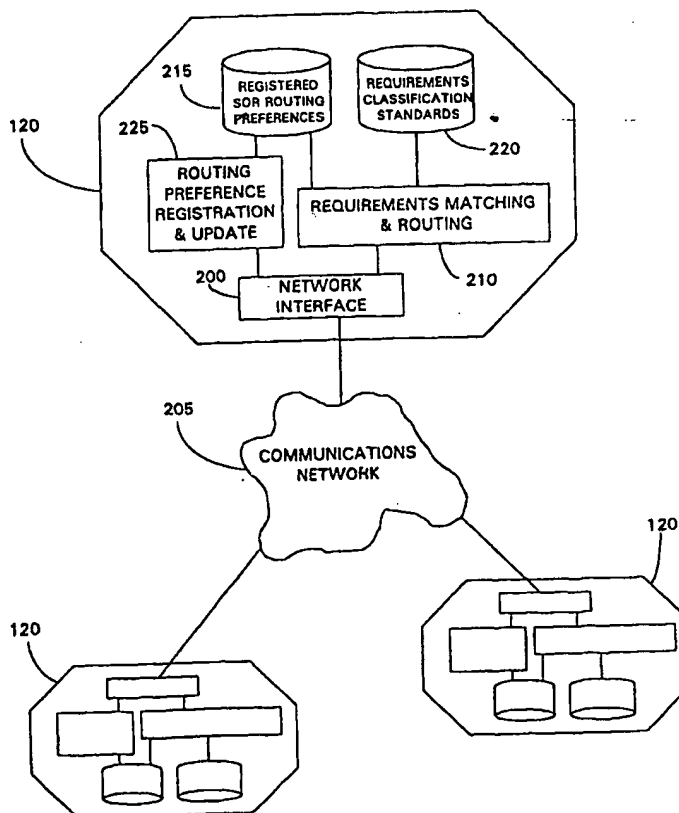 215
REGISTERED
SOR ROUTING
PREFERENCES
REQUIREMENTS
CLASSIFICATION
STANDARDS
225
220
120
ROUTING
PREFERENCE
REGISTRATION
& UPDATE
REQUIREMENTS MATCHING
& ROUTING
200
210
NETWORK
INTERFACE
205
COMMUNICATIONS
NETWORK
120
120